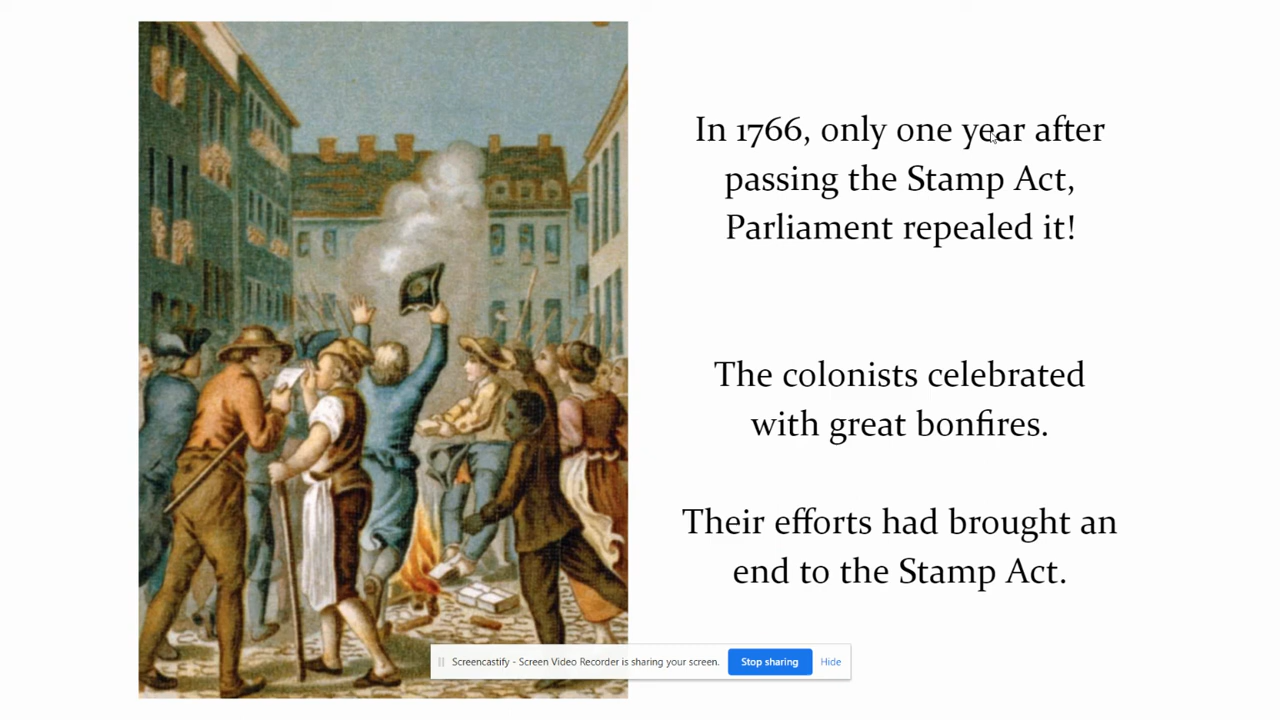 In 1766, only one year after
passing the Stamp Act,
Parliament repealed it!
The colonists celebrated
with great bonfires.
Their efforts had brought an
end to the Stamp Act.
Screencastify - Screen Video Recorder is sharing your screen. Stop sharing Hide